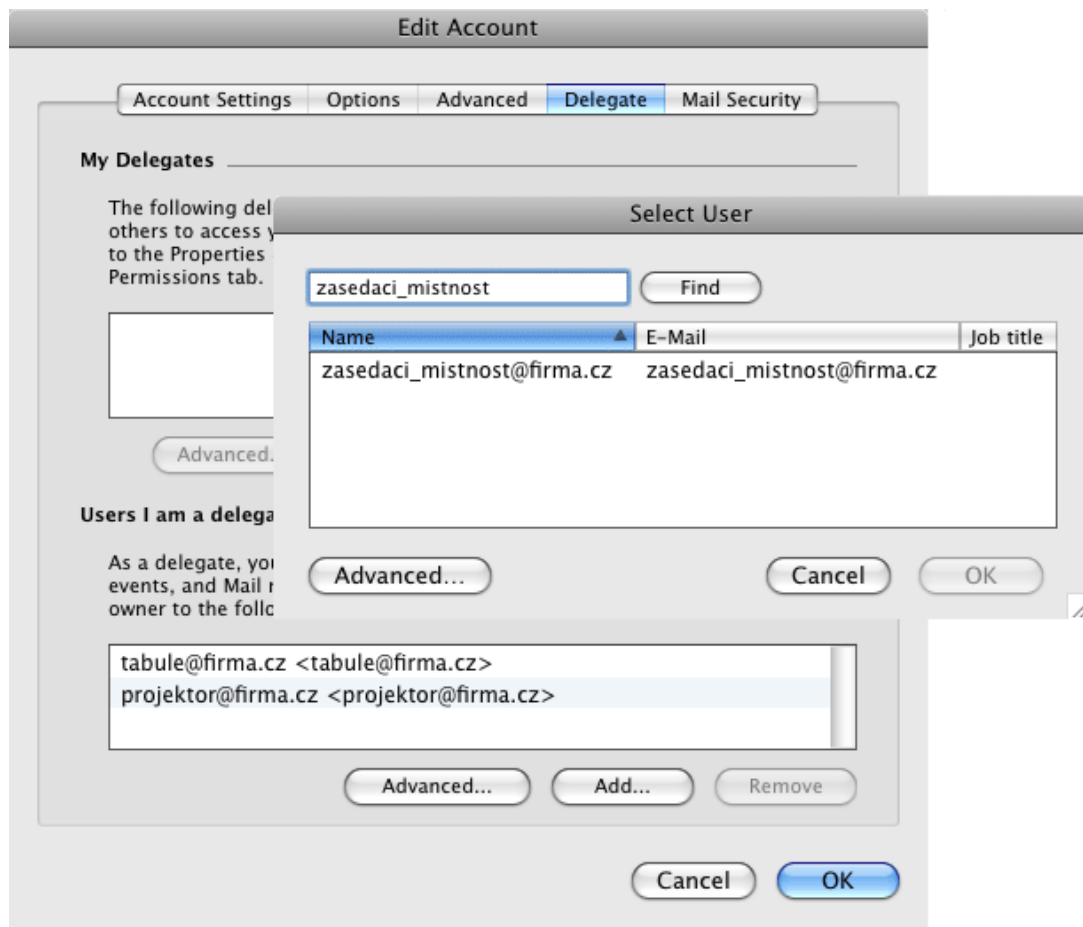 Edit Account
Account Settings Options Advanced Delegate Mail Security
My Delegates
The following del
others to access y
to the Properties
Permissions tab.
Advanced.
Select User
zasedaci_mistnost Find
Name E-Mail Job title
zasedaci_mistnost@firma.cz zasedaci_mistnost@firma.cz
Advanced... Cancel OK
Users I am a delega
As a delegate, you
events, and Mail r
owner to the follo
tabule@firma.cz <tabule@firma.cz>
projektor@firma.cz <projektor@firma.cz>
Advanced... Add... Remove
Cancel OK